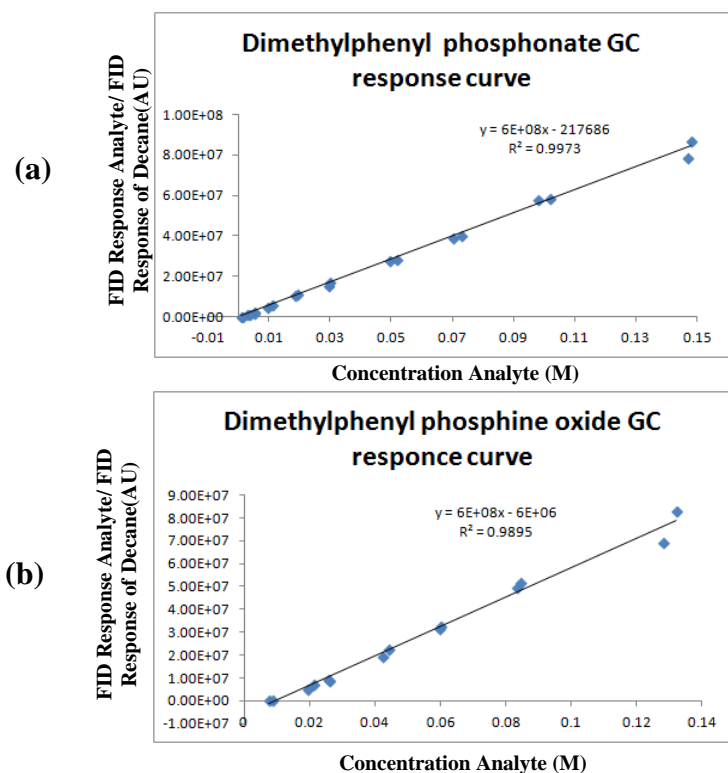 (a)
Dimethylphenyl phosphonate GC
response curve
FID Response Analyte/ FID
Response of Decane(AU)
1.00E+08
8.00E+07
6.00E+07
4.00E+07
2.00E+07
0.00E+00
y = 6E+08x - 217686
R² = 0.9973
-0.01 0.01 0.03 0.05 0.07 0.09 0.11 0.13 0.15
Concentration Analyte (M)
(b)
Dimethylphenyl phosphine oxide GC
responce curve
FID Response Analyte/ FID
Response of Decane(AU)
9.00E+07
8.00E+07
7.00E+07
6.00E+07
5.00E+07
4.00E+07
3.00E+07
2.00E+07
1.00E+07
0.00E+00
-1.00E+07
y = 6E+08x - 6E+06
R² = 0.9895
0 0.02 0.04 0.06 0.08 0.1 0.12 0.14
Concentration Analyte (M)